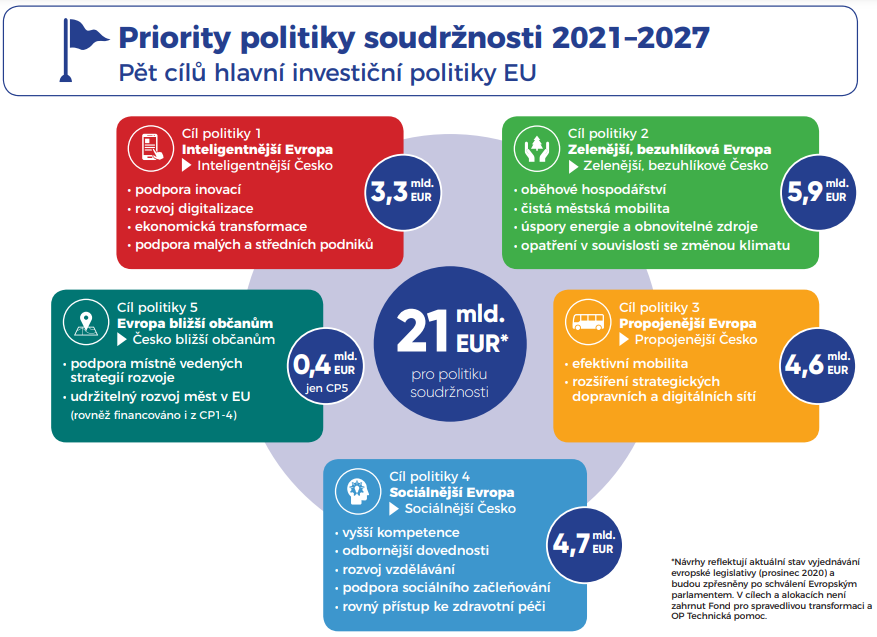 Priority politiky soudržnosti 2021–2027
Pět cílů hlavní investiční politiky EU
Cíl politiky 1
Inteligentnější Evropa
Inteligentnější Česko
• podpora inovací
• rozvoj digitalizace
• ekonomická transformace
• podpora malých a středních podniků
3,3 mld. EUR
Cíl politiky 2
Zelenější, bezuhlíková Evropa
Zelenější, bezuhlíkové Česko
• oběhové hospodářství
• čistá městská mobilita
• úspory energie a obnovitelné zdroje
• opatření v souvislosti se změnou klimatu
5,9 mld. EUR
Cíl politiky 5
Evropa bližší občanům
Česko bližší občanům
• podpora místně vedených
strategií rozvoje
• udržitelný rozvoj měst v EU
(rovněž financováno i z CP1-4)
0,4 mld. EUR
jen CP5
21 mld.
EUR*
pro politiku
soudržnosti
Cíl politiky 3
Propojenější Evropa
Propojenější Česko
• efektivní mobilita
• rozšíření strategických
dopravních a digitálních sítí
4,6 mld. EUR
Cíl politiky 4
Sociálnější Evropa
Sociálnější Česko
• vyšší kompetence
• odbornější dovednosti
• rozvoj vzdělávání
• podpora sociálního začleňování
• rovný přístup ke zdravotní péči
4,7 mld. EUR
*Návrhy reflektují aktuální stav vyjednávání
evropské legislativy (prosinec 2020) a
budou zpřesněny po schválení Evropským
parlamentem. V cílech a alokacích není
zahrnut Fond pro spravedlivou transformaci a
OP Technická pomoc.